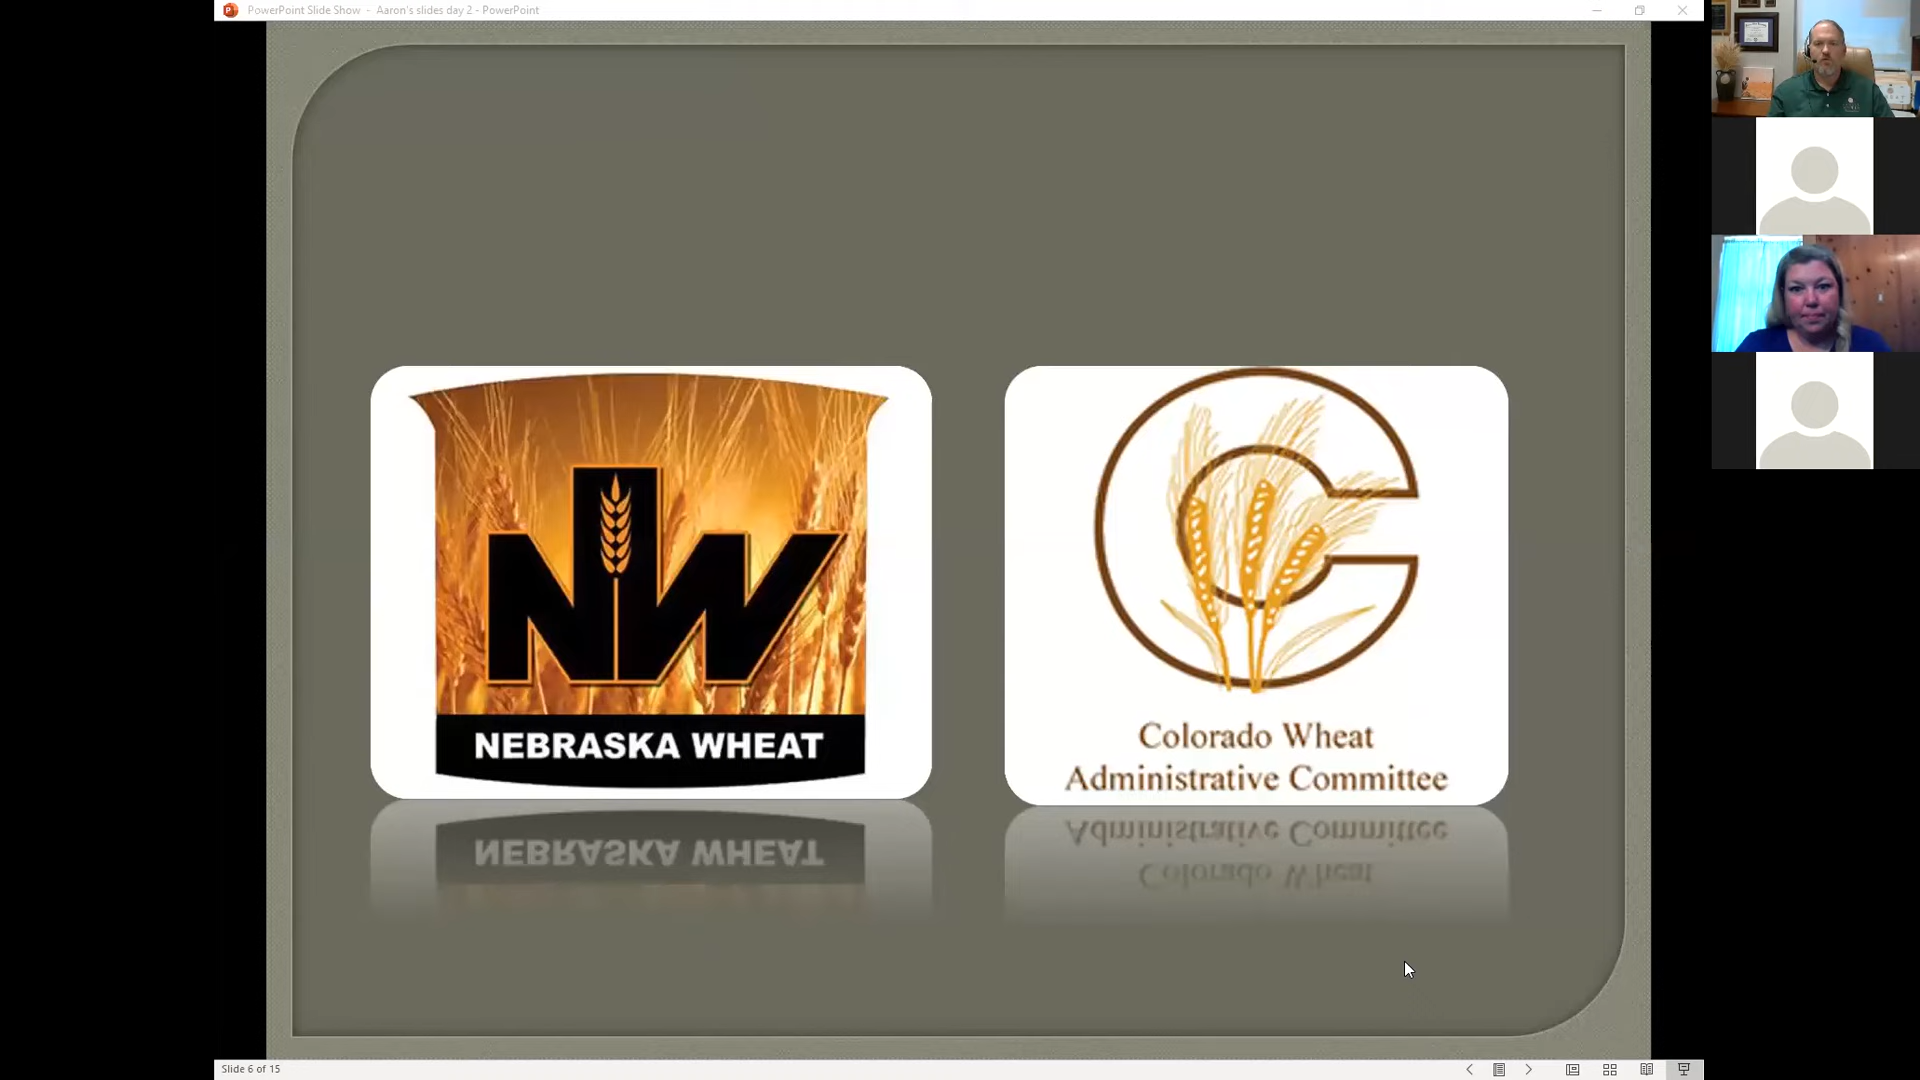 PowerPoint Slide Show - Aaron's slides day 2 - PowerPoint
NW
NEBRASKA WHEAT
C
Colorado Wheat
Administrative Committee
NEBRASKA WHEAT
Administrative Committee
Colorado Wheat
Slide 6 of 15